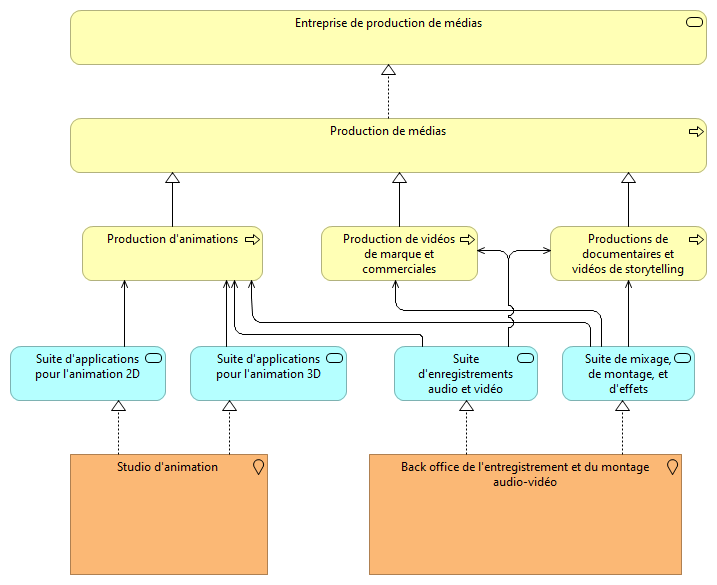 Entreprise de production de médias
Production de médias
Production d'animations
Production de vidéos
de marque et
commerciales
Productions de
documentaires et
vidéos de storytelling
Suite d'applications
pour l'animation 2D
Suite d'applications
pour l'animation 3D
Suite
d'enregistrements
audio et vidéo
Suite de mixage,
de montage, et
d'effets
Studio d'animation
Back office de l'entregistrement et du montage
audio-vidéo